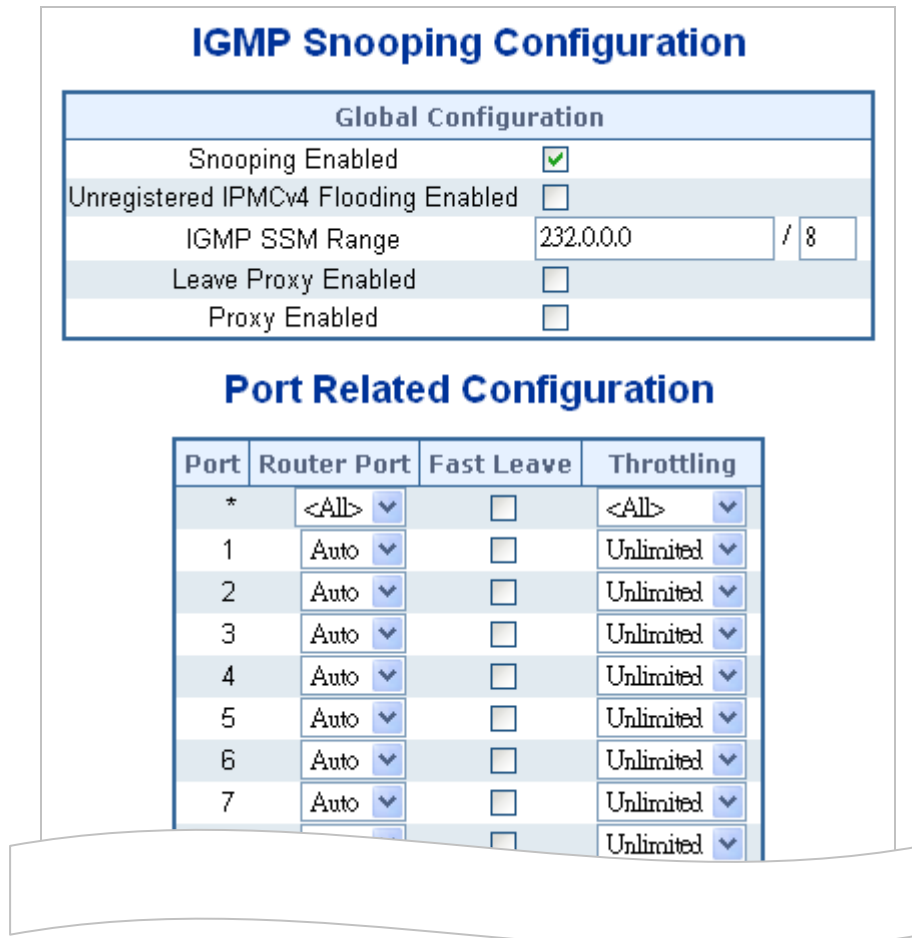 IGMP Snooping Configuration
Global Configuration
Snooping Enabled
Unregistered IPMCv4 Flooding Enabled
IGMP SSM Range 232.0.0.0 / 8
Leave Proxy Enabled
Proxy Enabled
Port Related Configuration
Port Router Port Fast Leave Throttling
* <All> <All>
1 Auto Unlimited
2 Auto Unlimited
3 Auto Unlimited
4 Auto Unlimited
5 Auto Unlimited
6 Auto Unlimited
7 Auto Unlimited
Unlimited